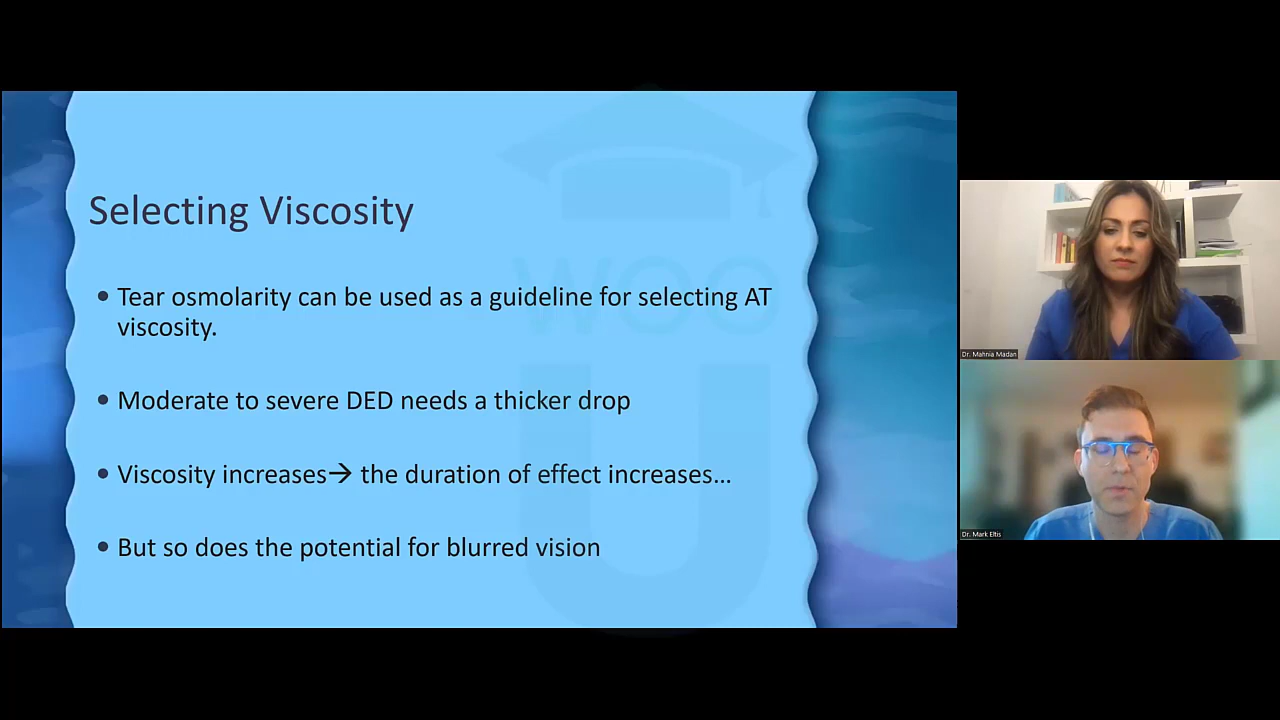 Selecting Viscosity
• Tear osmolarity can be used as a guideline for selecting AT
viscosity.
• Moderate to severe DED needs a thicker drop
• Viscosity increases→ the duration of effect increases...
• But so does the potential for blurred vision
WOO
U
Dr. Mahnia Madan
Dr. Mark Eltis